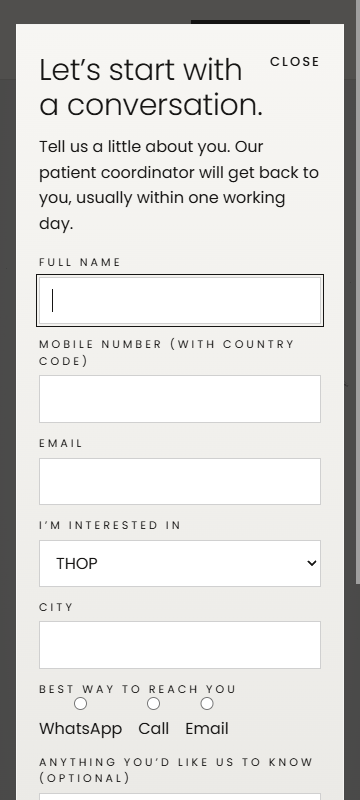 Let’s start with
CLOSE
a conversation.
Tell us a little about you. Our
patient coordinator will get back to
you, usually within one working
day.
FULL NAME
MOBILE NUMBER (WITH COUNTRY
CODE)
EMAIL
I’M INTERESTED IN
THOP
CITY
BEST WAY TO REACH YOU
WhatsApp Call Email
ANYTHING YOU’D LIKE US TO KNOW
(OPTIONAL)